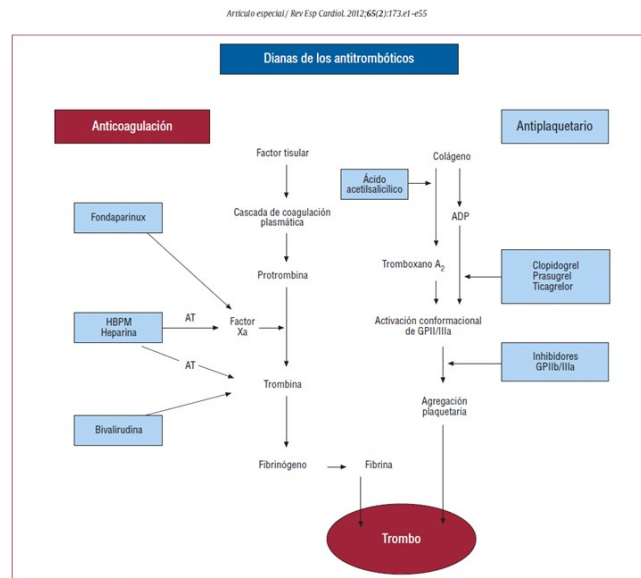 Artículo especial / Rev Esp Cardiol. 2012;65(2):173.e1-e55
Dianas de los antitrombóticos
Anticoagulación
Antiplaquetario
Factor tisular
Colágeno
Ácido
acetilsalicílico
Fondaparinux
Cascada de coagulación
plasmática
ADP
Protrombina
Tromboxano A₂
Clopidogrel
Prasugrel
Ticagrelor
HBPM
Heparina
AT
Factor
Xa
Activación conformacional
de GPII/IIIa
AT
Trombina
Inhibidores
GPIIb/IIIa
Agregación
plaquetaria
Bivalirudina
Fibrinógeno
Fibrina
Trombo